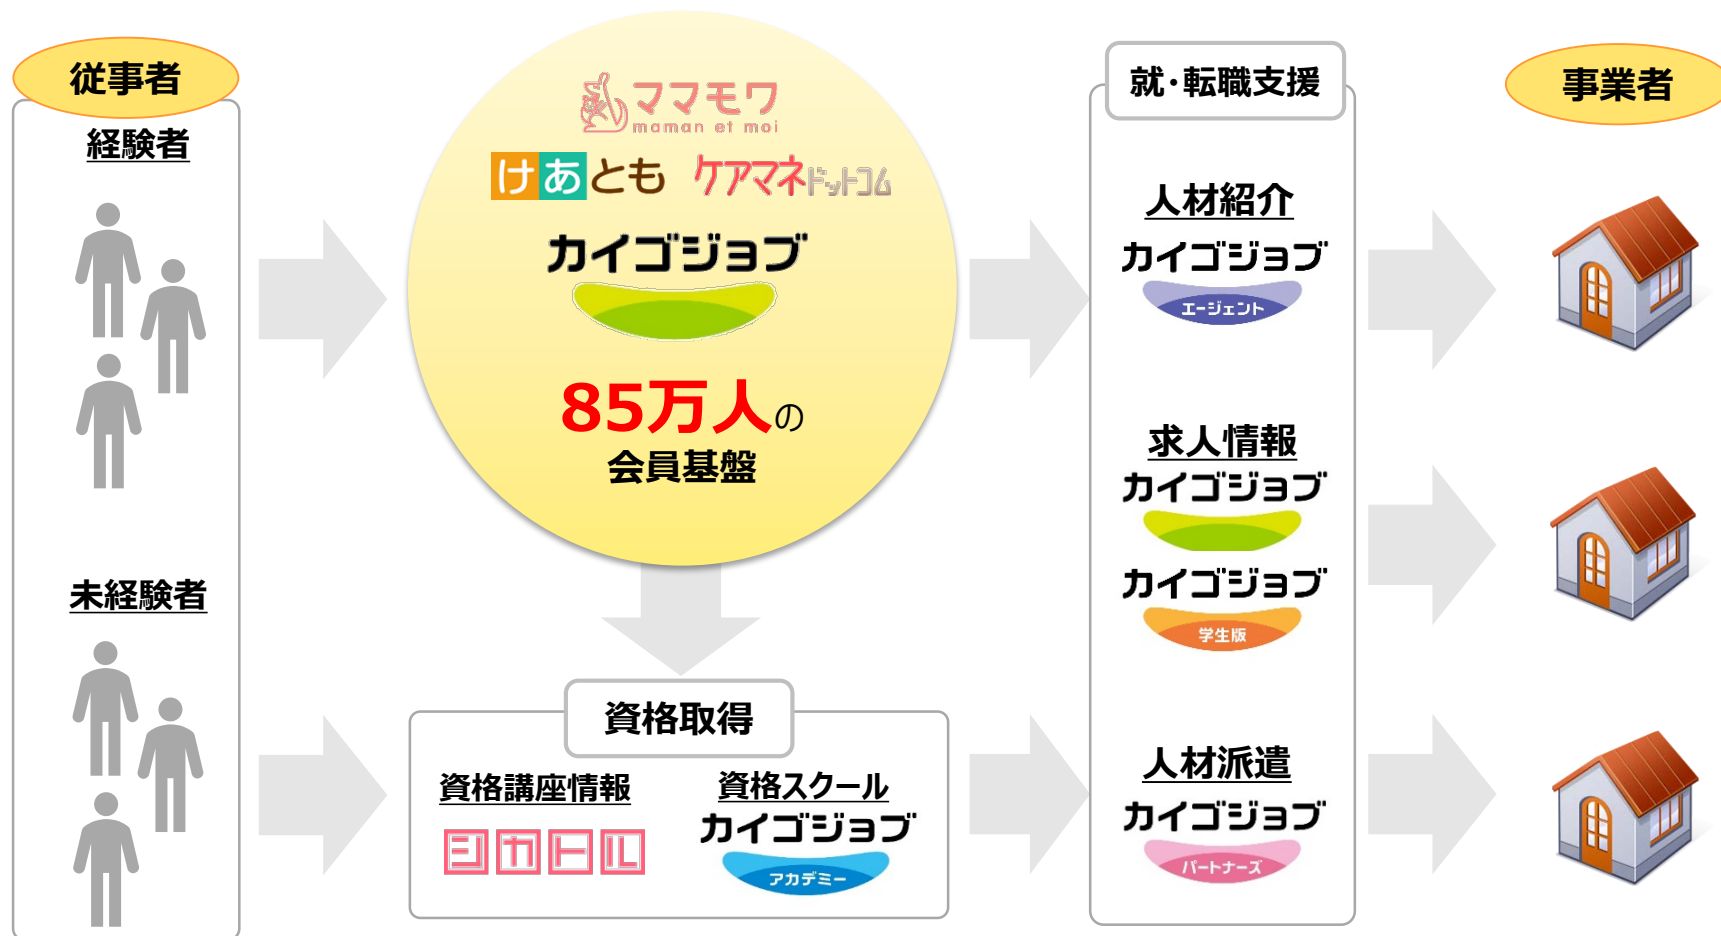 従事者
経験者
未経験者
ママモワ
maman et moi
けあとも
ケアマネドットコム
カイゴジョブ
85万人の
会員基盤
資格取得
資格講座情報
シカトル
資格スクール
カイゴジョブ
アカデミー
就・転職支援
人材紹介
カイゴジョブ
エージェント
求人情報
カイゴジョブ
カイゴジョブ
学生版
人材派遣
カイゴジョブ
パートナーズ
事業者